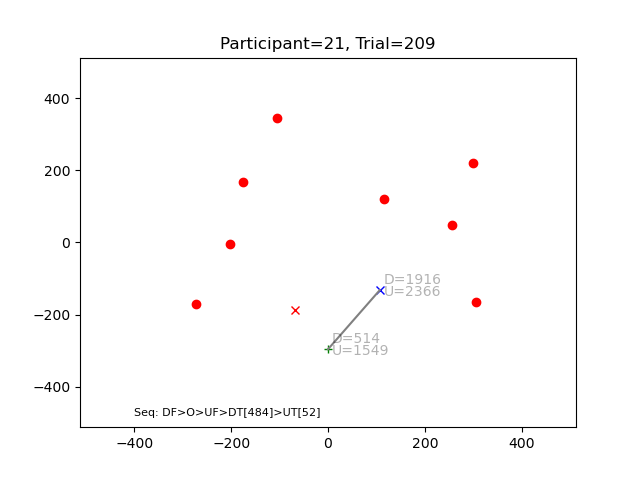 Participant=21, Trial=209
400
200
0
−200
−400
D=1916
U=2366
D=514
U=1549
Seq: DF>O>UF>DT[484]>UT[52]
−400
−200
0
200
400